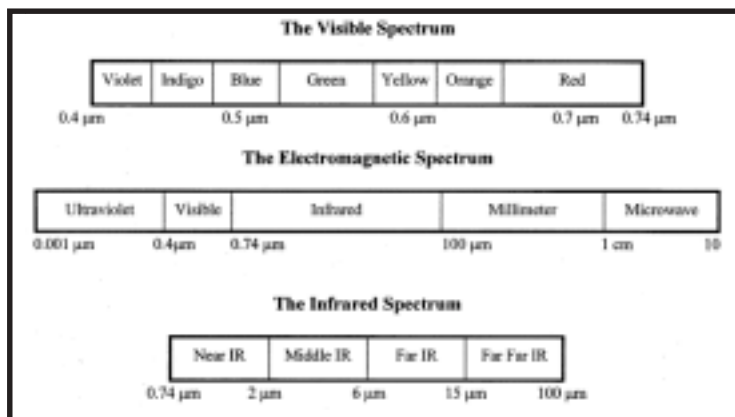 The Visible Spectrum
Violet Indigo Blue Green Yellow Orange Red
0.4 μm 0.5 μm 0.6 μm 0.7 μm 0.74 μm
The Electromagnetic Spectrum
Ultraviolet Visible Infrared Millimeter Microwave
0.001 μm 0.4μm 0.74 μm 100 μm 1 cm 10
The Infrared Spectrum
Near IR Middle IR Far IR Far Far IR
0.74 μm 2 μm 6 μm 15 μm 100 μm